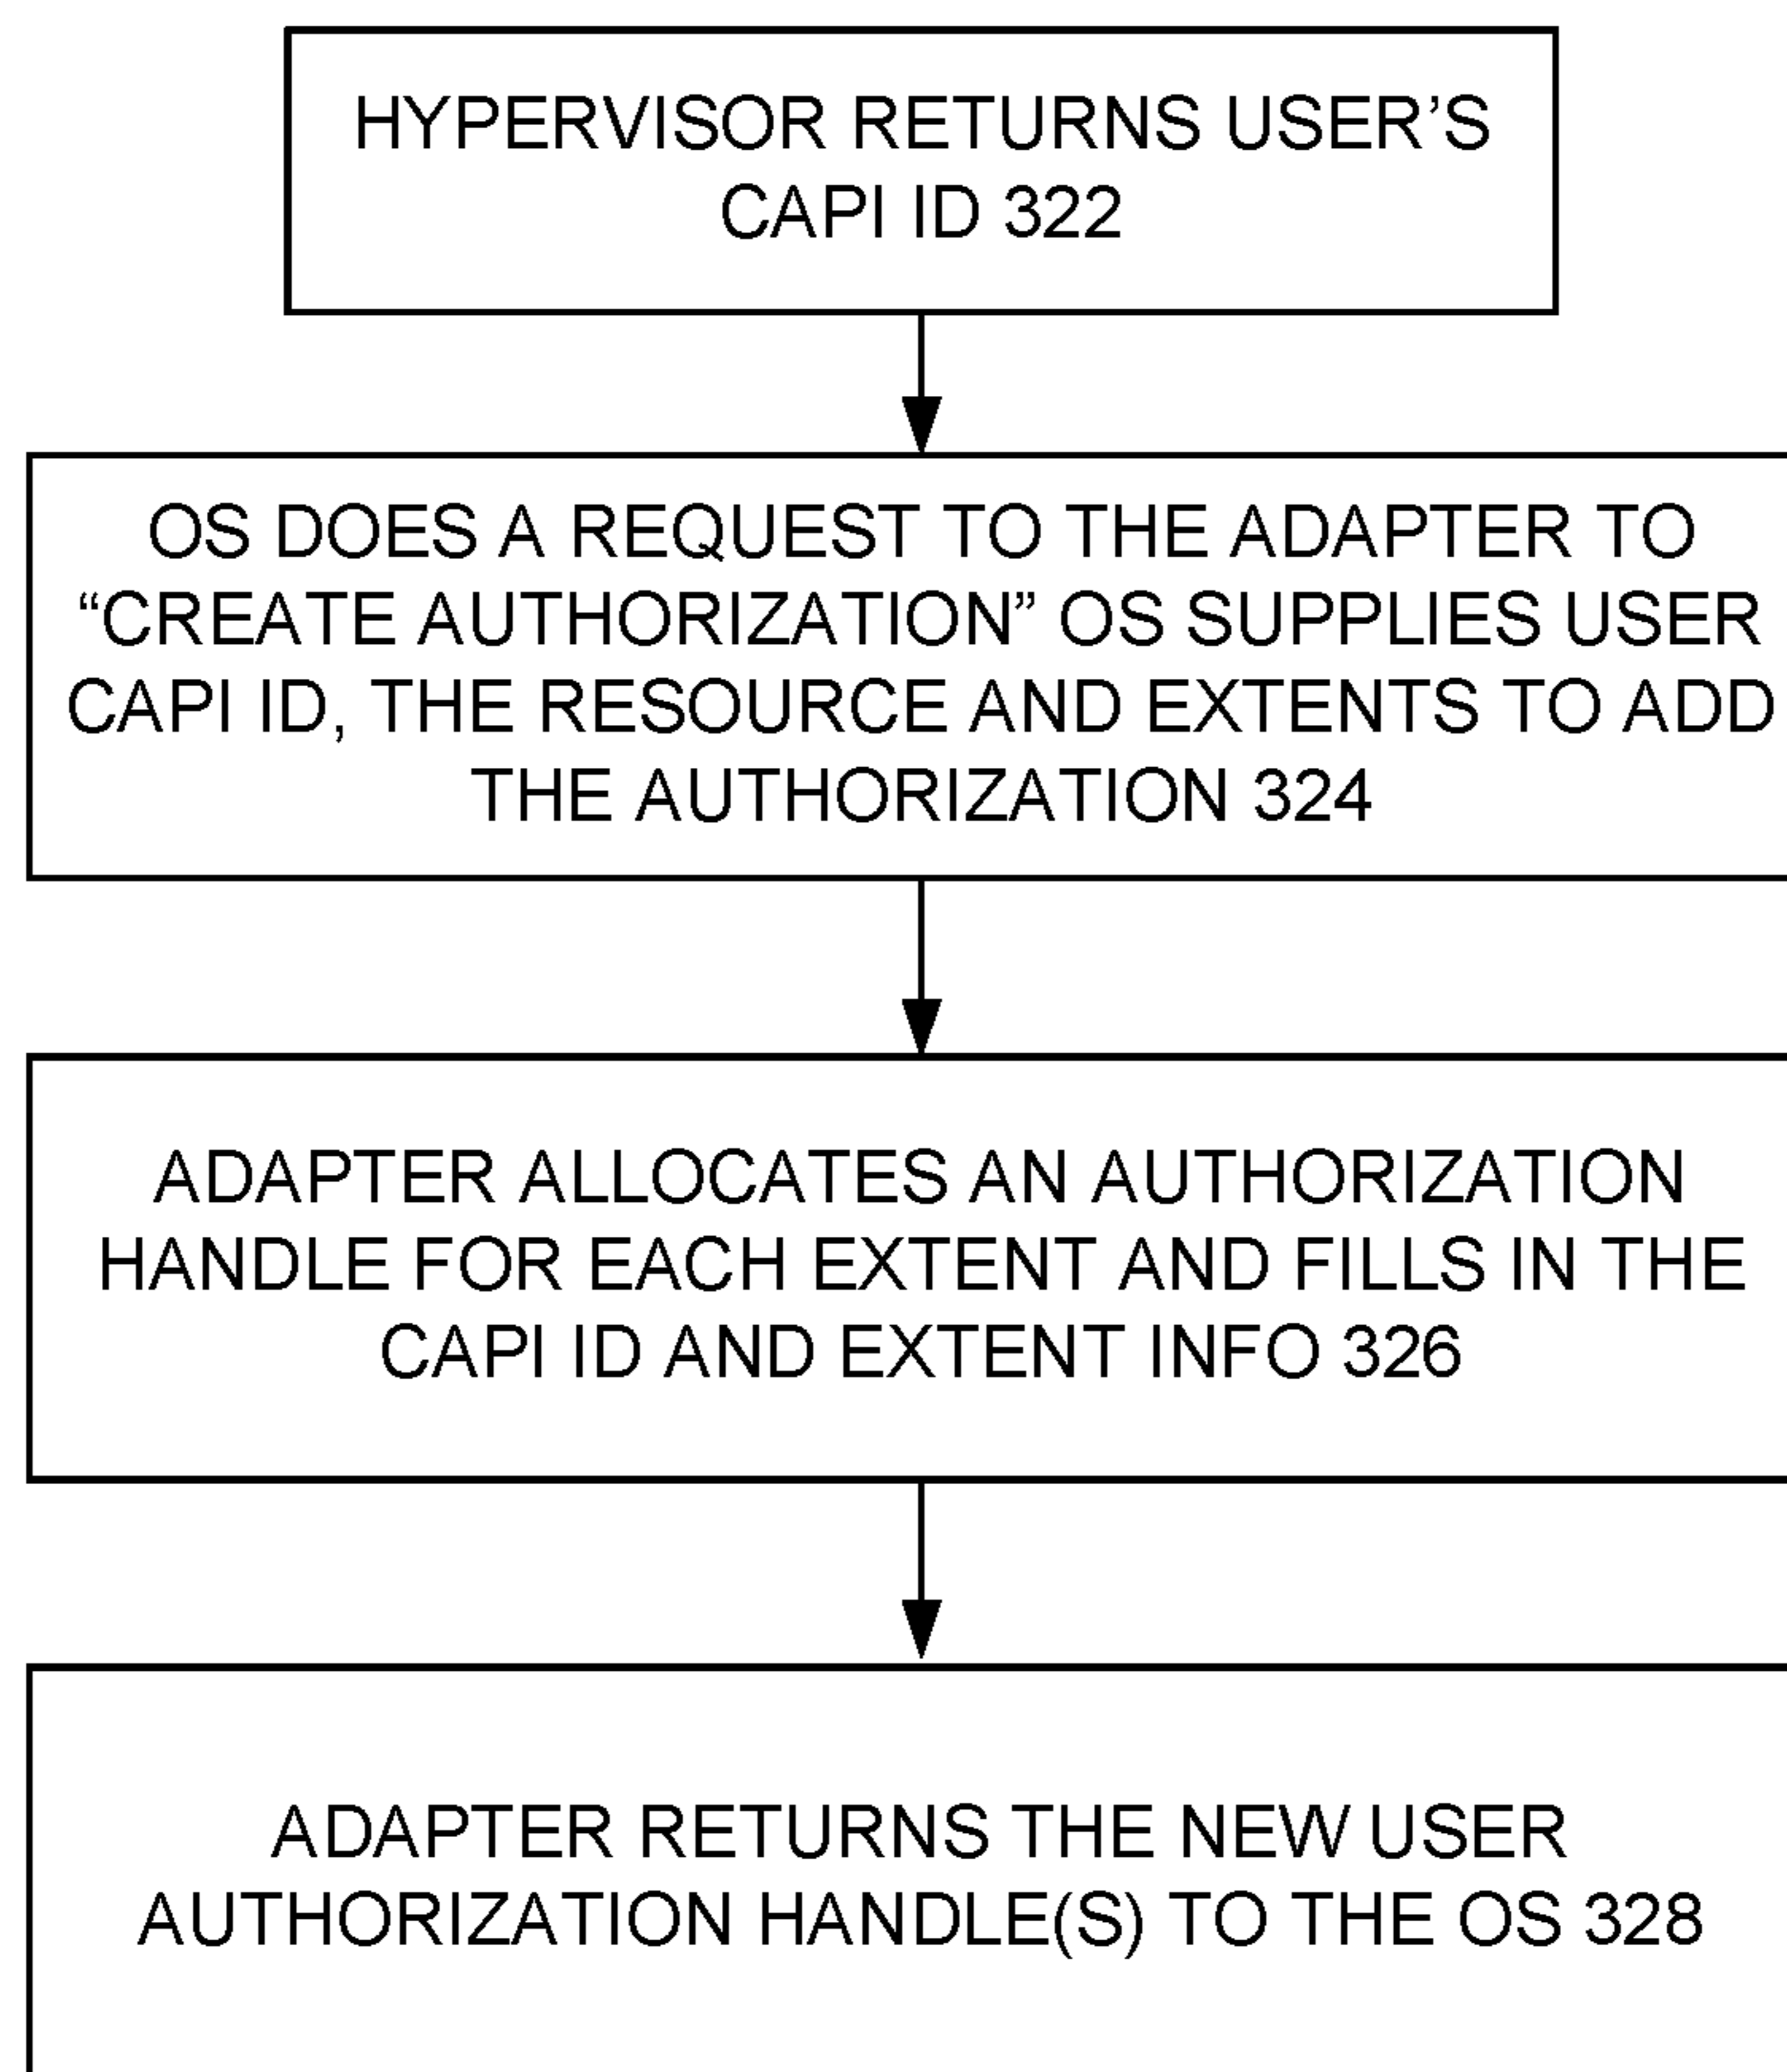 HYPERVISOR RETURNS USER’S
CAPI ID 322
OS DOES A REQUEST TO THE ADAPTER TO
“CREATE AUTHORIZATION” OS SUPPLIES USER
CAPI ID, THE RESOURCE AND EXTENTS TO ADD
THE AUTHORIZATION 324
ADAPTER ALLOCATES AN AUTHORIZATION
HANDLE FOR EACH EXTENT AND FILLS IN THE
CAPI ID AND EXTENT INFO 326
ADAPTER RETURNS THE NEW USER
AUTHORIZATION HANDLE(S) TO THE OS 328